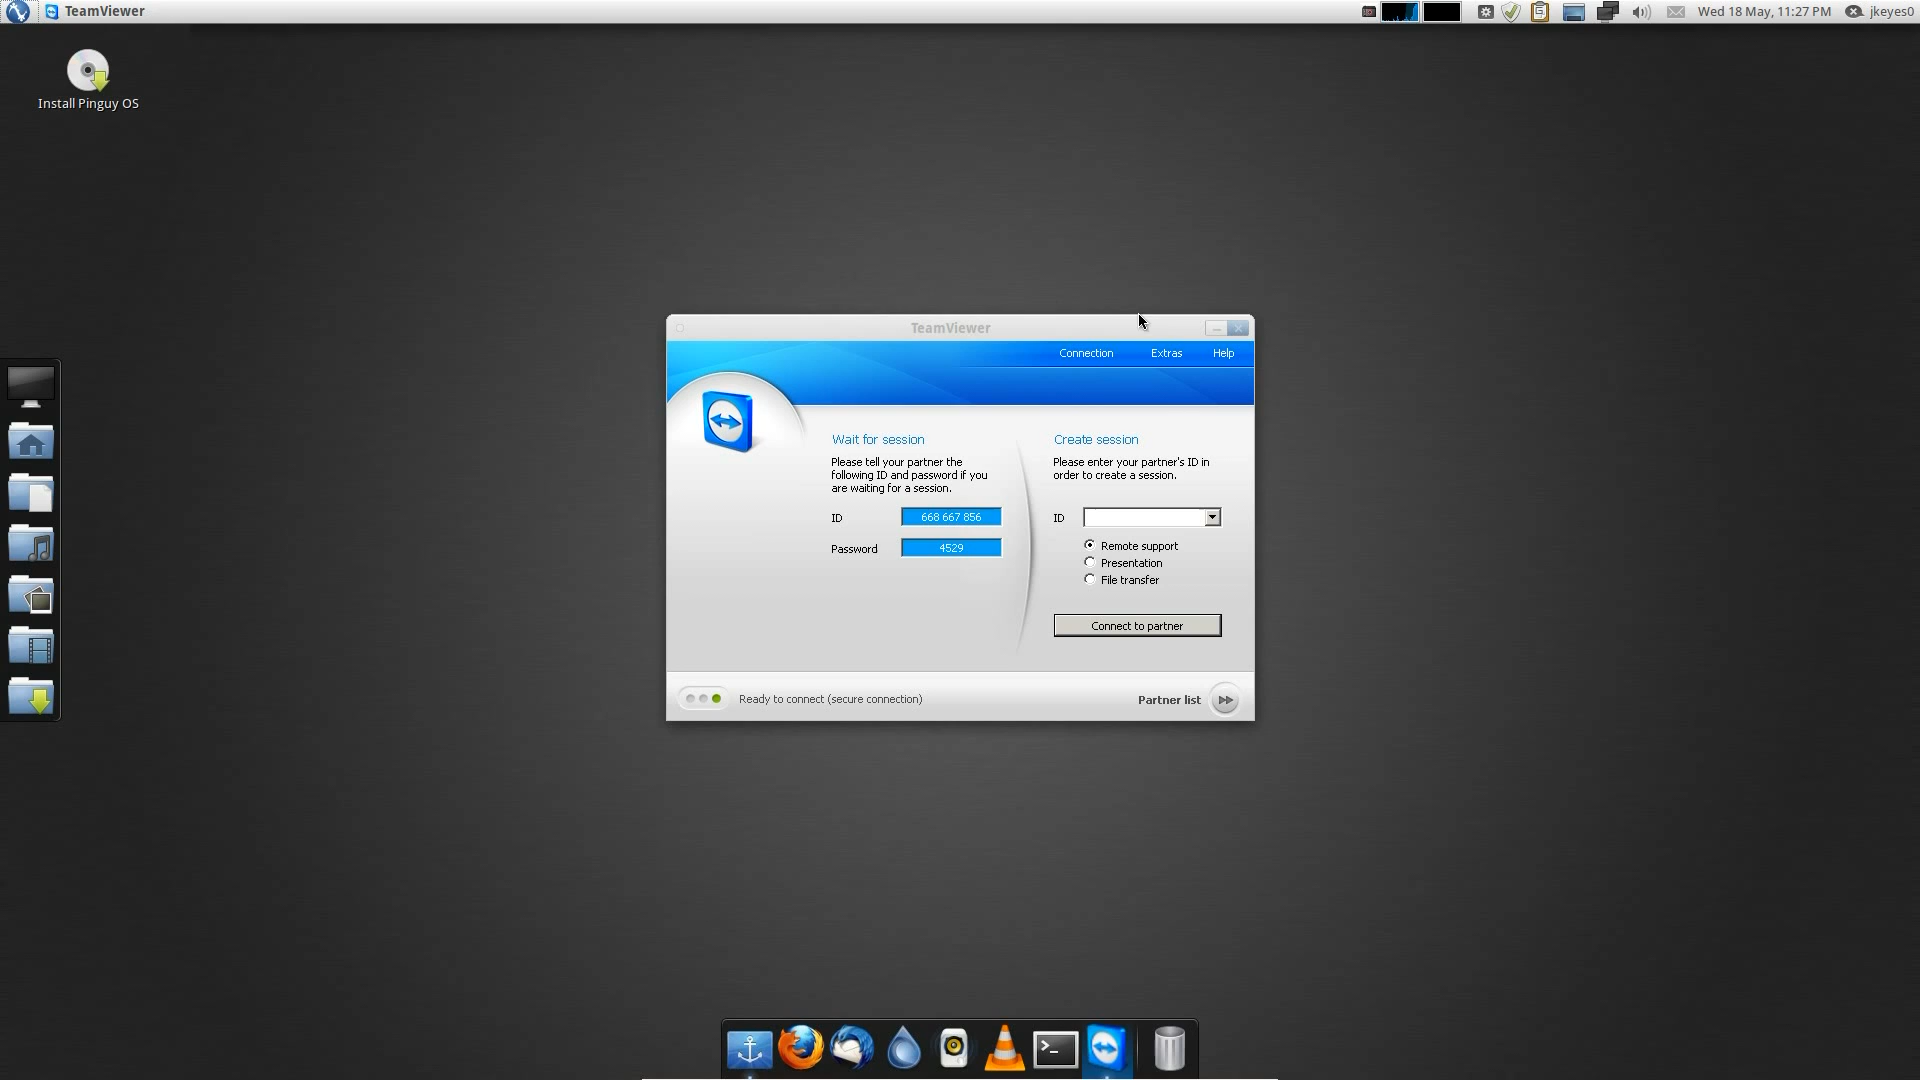 TeamViewer
Wed 18 May, 11:27 PM
jkeyes0
Install Pinguy OS
TeamViewer
Connection
Extras
Help
Wait for session
Please tell your partner the
following ID and password if you
are waiting for a session.
ID
668 667 856
Password
4529
Create session
Please enter your partner's ID in
order to create a session.
ID
Remote support
Presentation
File transfer
Connect to partner
Ready to connect (secure connection)
Partner list